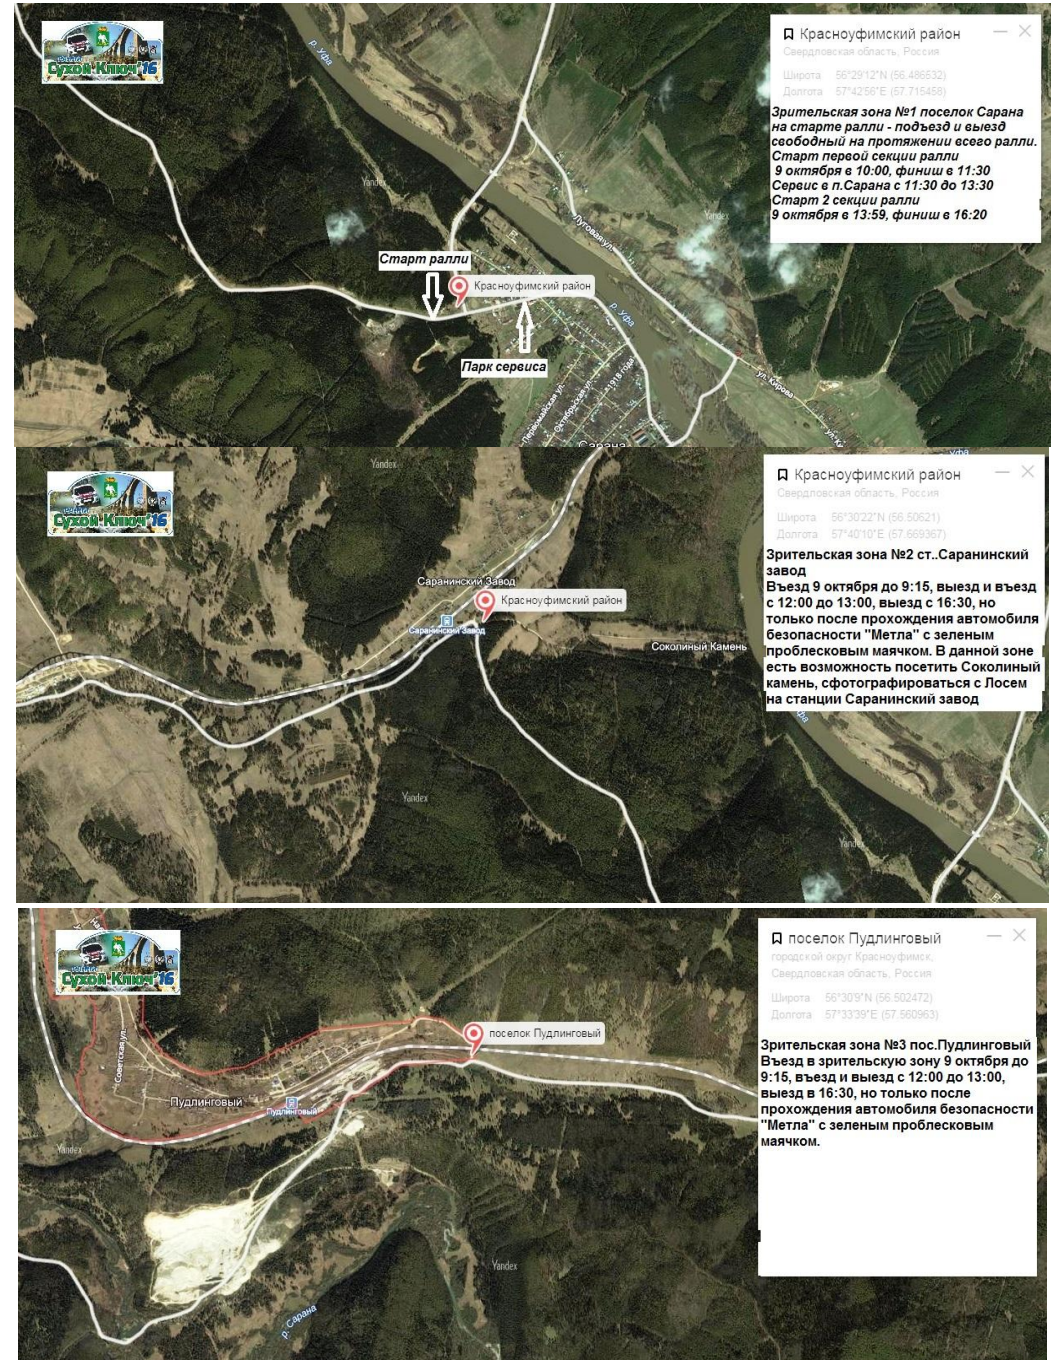 р. Уфа
Сухой Ключ'16
Красноуфимский район
Свердловская область, Россия
Широта 56°29'12"N (56.486532)
Долгота 57°42'56"E (57.715458)
Зрительская зона №1 поселок Сарана
на старте ралли - подъезд и выезд
свободный на протяжении всего ралли.
Старт первой секции ралли
9 октября в 10:00, финиш в 11:30
Сервис в п.Сарана с 11:30 до 13:30
Старт 2 секции ралли
9 октября в 13:59, финиш в 16:20
Yandex
Yandex
Луговая ул.
Старт ралли
Красноуфимский район
р. Уфа
Парк сервиса
ул. Кирова
Первомайская ул.
Октябрьская ул.
1918 года
Сарана
Yandex
Сухой Ключ'16
Красноуфимский район
Свердловская область, Россия
Широта 56°30'22"N (56.50621)
Долгота 57°40'10"E (57.669367)
Зрительская зона №2 ст..Саранинский
завод
Въезд 9 октября до 9:15, выезд и въезд
с 12:00 до 13:00, выезд с 16:30, но
только после прохождения автомобиля
безопасности "Метла" с зеленым
проблесковым маячком. В данной зоне
есть возможность посетить Соколиный
камень, сфотографироваться с Лосем
на станции Саранинский завод
Саранинский Завод
Красноуфимский район
Саранинский Завод
Соколиный Камень
Yandex
Yandex
Сухой Ключ'16
поселок Пудлинговый
городской округ Красноуфимск,
Свердловская область, Россия
Широта 56°30'9"N (56.502472)
Долгота 57°33'39"E (57.560963)
Зрительская зона №3 пос.Пудлинговый
Въезд в зрительскую зону 9 октября до
9:15, въезд и выезд с 12:00 до 13:00,
выезд в 16:30, но только после
прохождения автомобиля безопасности
"Метла" с зеленым проблесковым
маячком.
Советская ул.
поселок Пудлинговый
Пудлинговый
Пудлинговый
Yandex
Yandex
р. Сарана